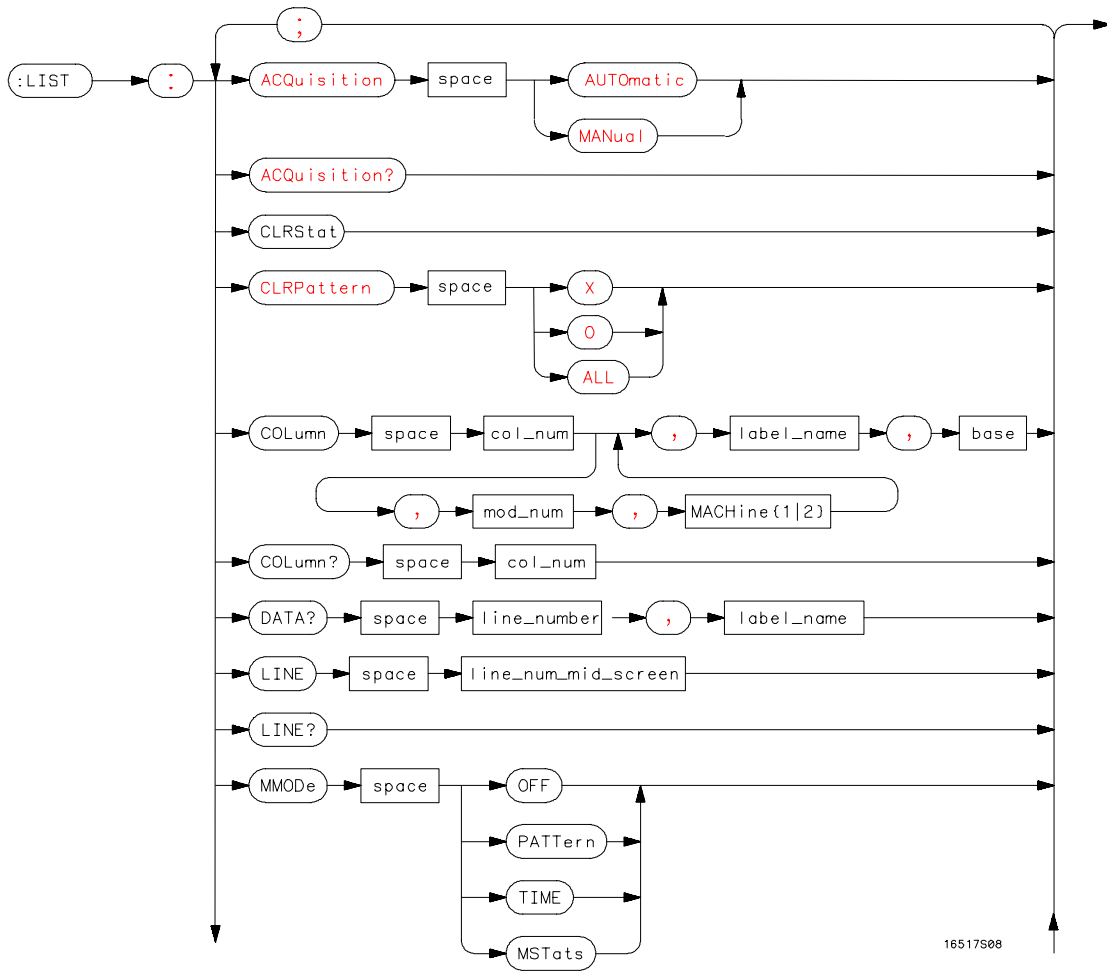 ;
:LIST : ACQuisition space AUTOmatic
MANual
ACQuisition?
CLRStat
CLRPattern space X
O
ALL
COLumn space col_num , label_name , base
, mod_num , MACHine{1|2}
COLumn? space col_num
DATA? space line_number , label_name
LINE space line_num_mid_screen
LINE?
MMODe space OFF
PATTern
TIME
MSTats
16517S08